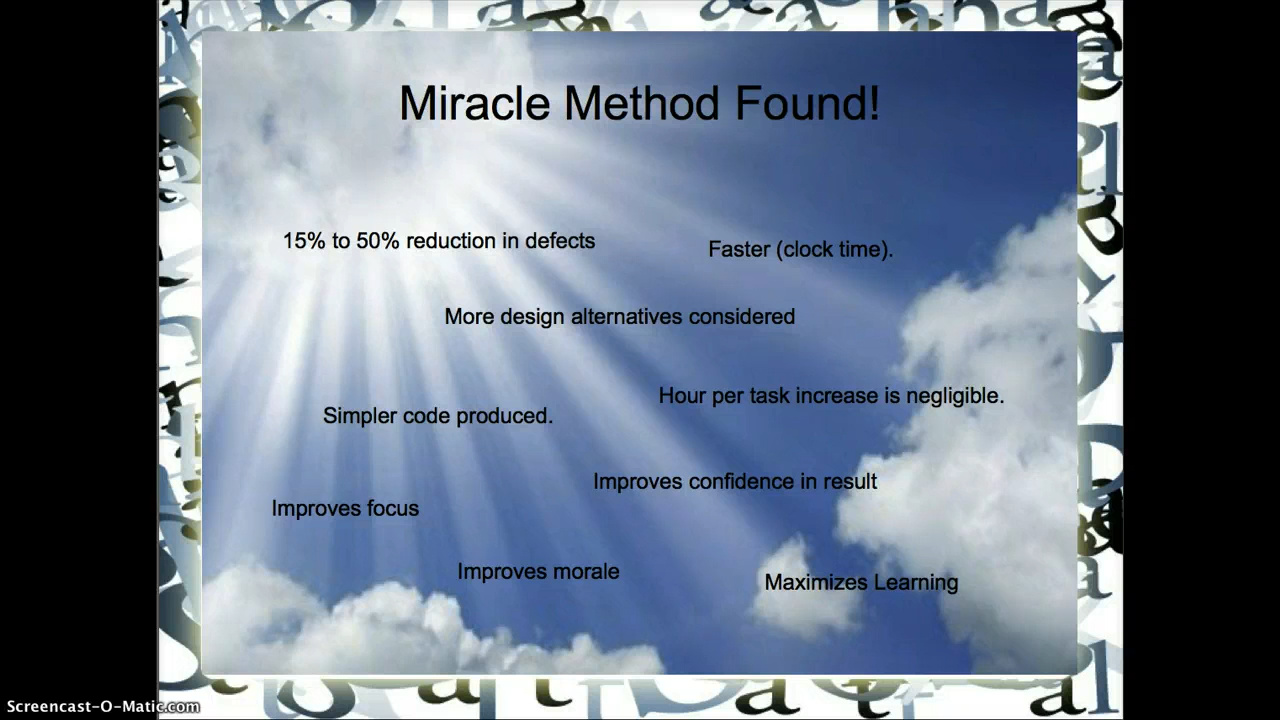 Miracle Method Found!
15% to 50% reduction in defects
Faster (clock time).
More design alternatives considered
Hour per task increase is negligible.
Simpler code produced.
Improves confidence in result
Improves focus
Improves morale
Maximizes Learning
Screencast-O-Matic.com